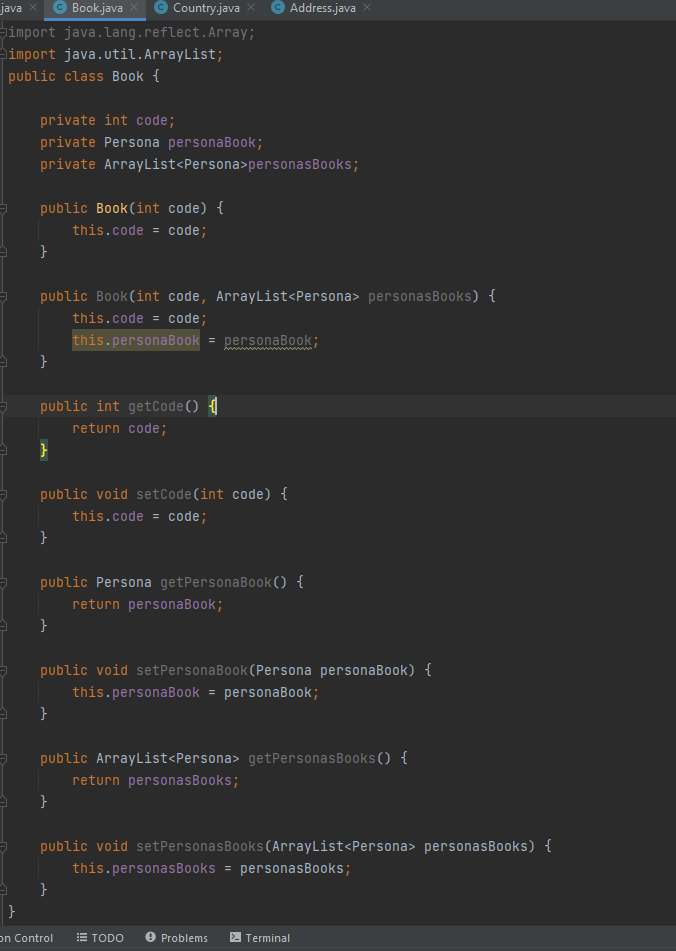 java Book.java Country.java Address.java
import java.lang.reflect.Array;
import java.util.ArrayList;
public class Book {
private int code;
private Persona personaBook;
private ArrayList<Persona>personasBooks;
public Book(int code) {
this.code = code;
}
public Book(int code, ArrayList<Persona> personasBooks) {
this.code = code;
this.personaBook = personaBook;
}
public int getCode() {
return code;
}
public void setCode(int code) {
this.code = code;
}
public Persona getPersonaBook() {
return personaBook;
}
public void setPersonaBook(Persona personaBook) {
this.personaBook = personaBook;
}
public ArrayList<Persona> getPersonasBooks() {
return personasBooks;
}
public void setPersonasBooks(ArrayList<Persona> personasBooks) {
this.personasBooks = personasBooks;
}
}
on Control TODO Problems Terminal